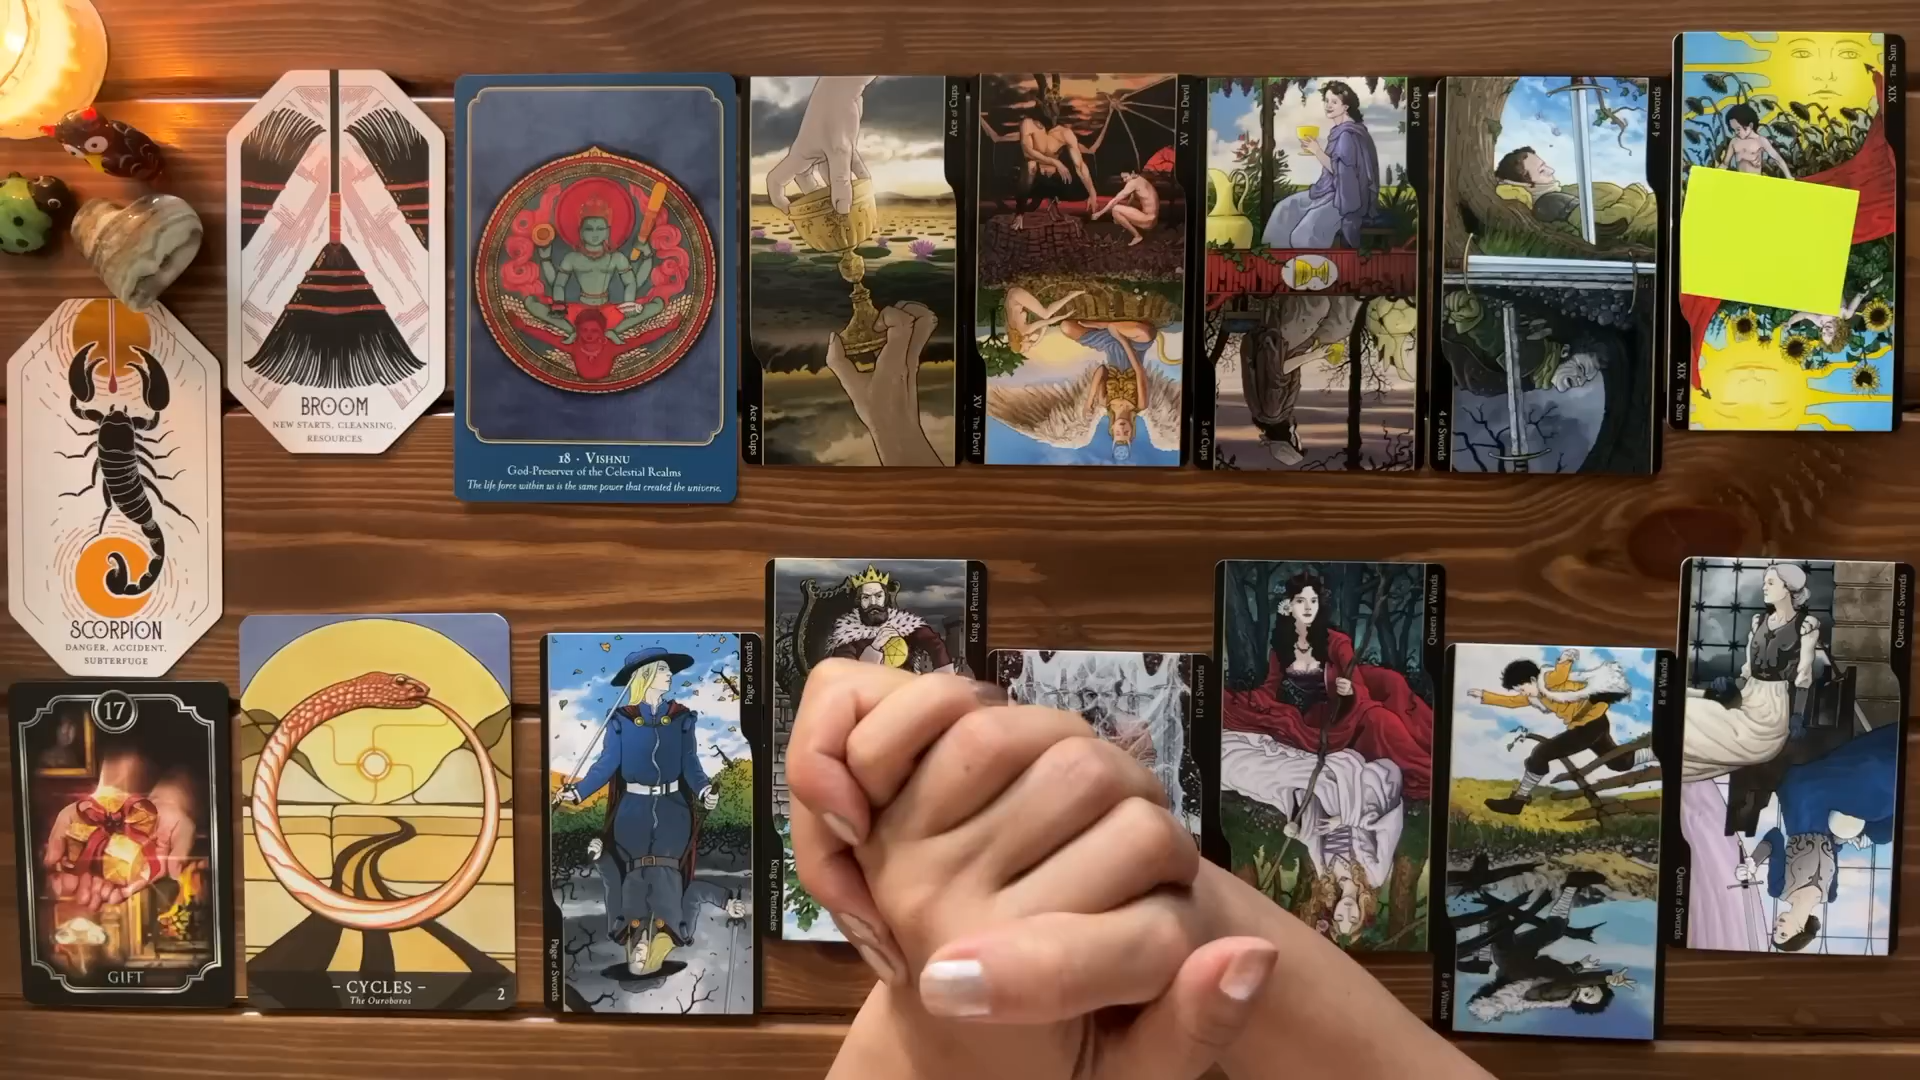 BROOM
NEW STARTS, CLEANSING,
RESOURCES
18 · VISHNU
God-Preserver of the Celestial Realms
The life force within us is the same power that created the universe.
Ace of Cups
Ace of Cups
XV The Devil
XV The Devil
3 of Cups
3 of Cups
4 of Swords
4 of Swords
XIX The Sun
XIX The Sun
SCORPION
DANGER, ACCIDENT,
SUBTERFUGE
17
GIFT
- CYCLES -
The Ouroboros
2
Page of Swords
Page of Swords
King of Pentacles
King of Pentacles
10 of Swords
Queen of Wands
8 of Wands
8 of Wands
Queen of Swords
Queen of Swords